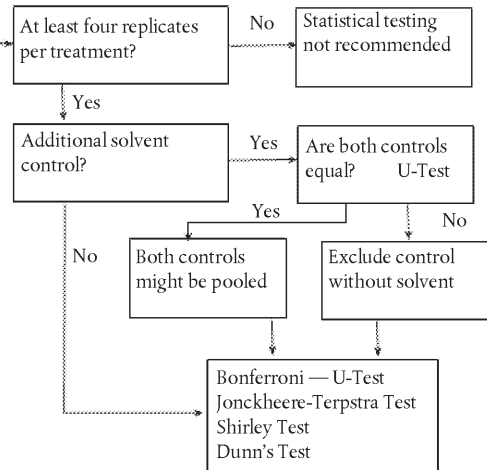 At least four replicates
per treatment?
No
Statistical testing
not recommended
Yes
Additional solvent
control?
Yes
Are both controls
equal? U-Test
Yes
No
No
Both controls
might be pooled
Exclude control
without solvent
Bonferroni — U-Test
Jonckheere-Terpstra Test
Shirley Test
Dunn's Test